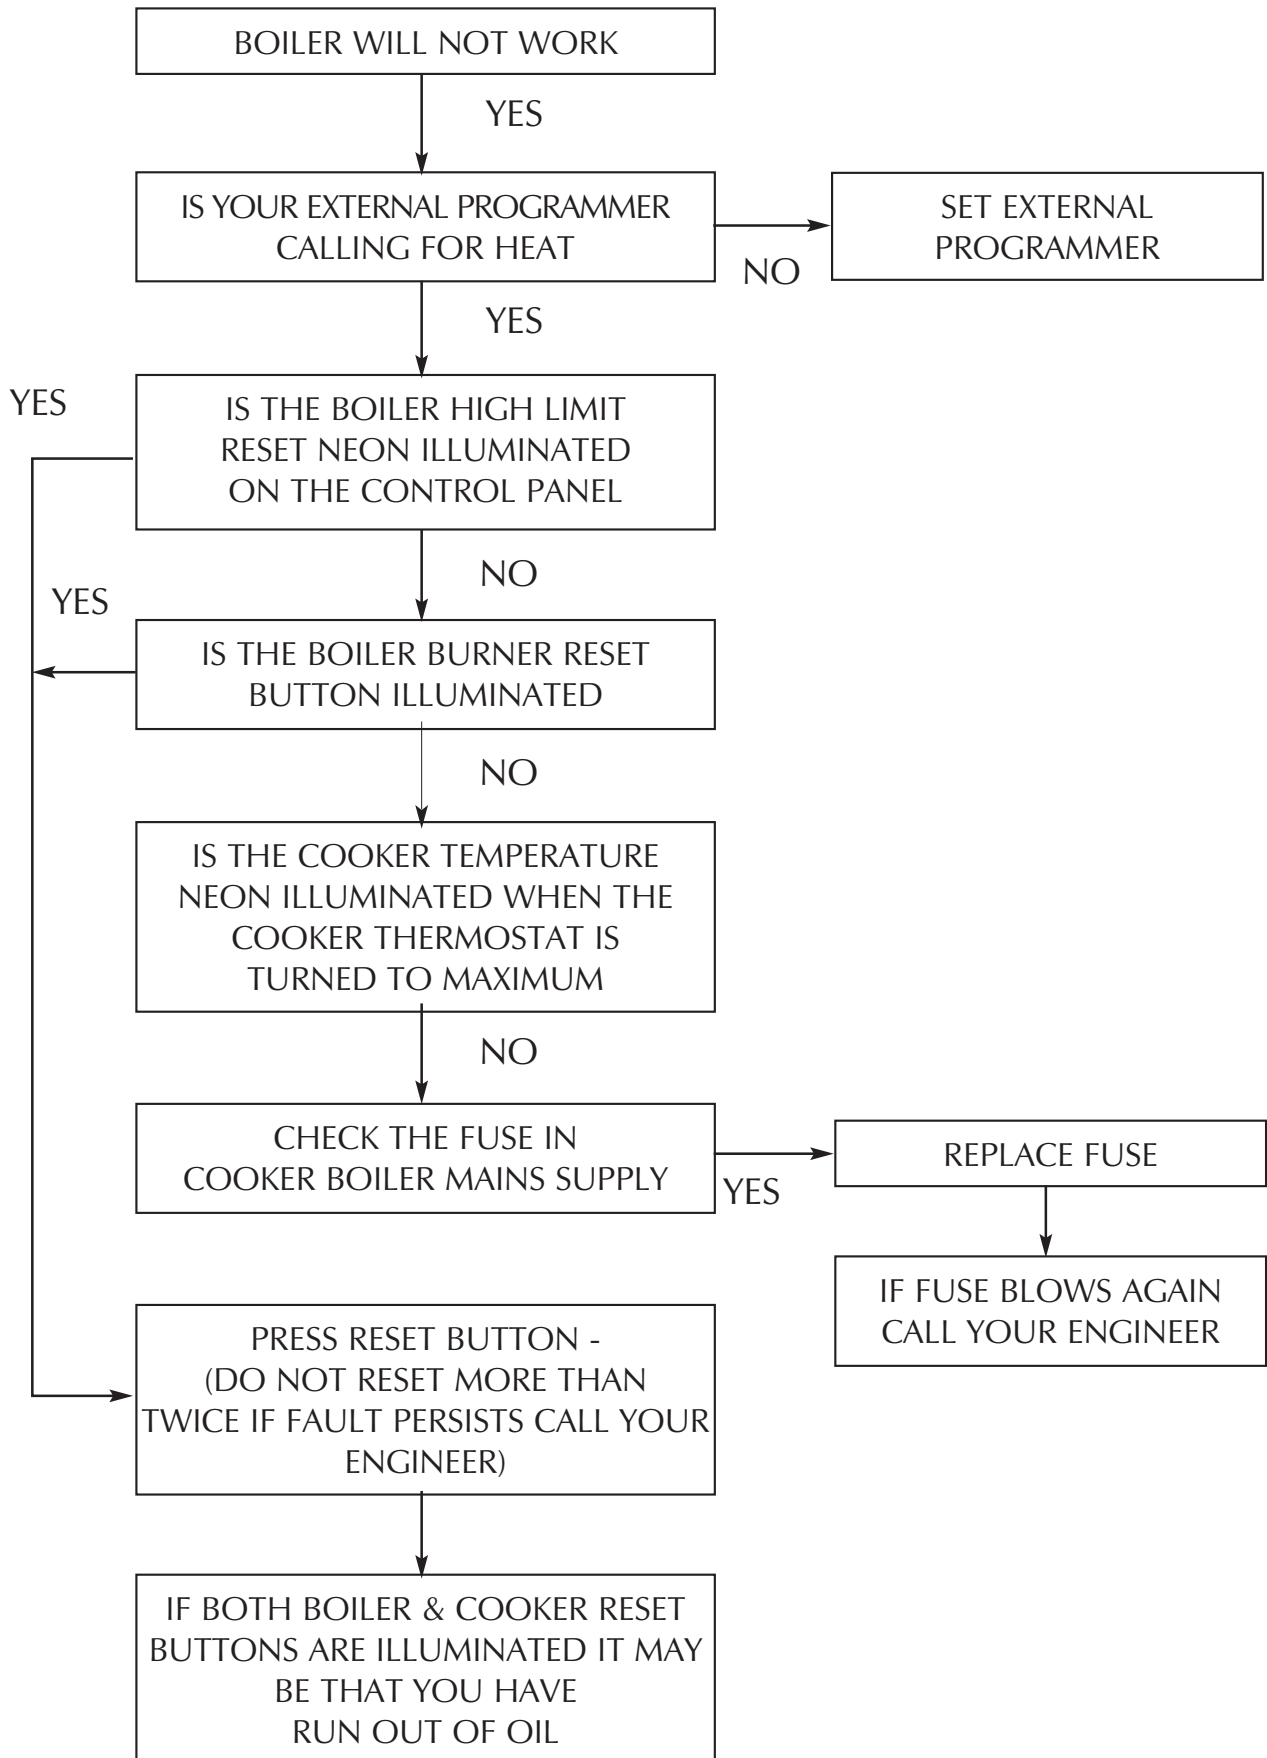 BOILER WILL NOT WORK
YES
IS YOUR EXTERNAL PROGRAMMER
CALLING FOR HEAT
NO
SET EXTERNAL
PROGRAMMER
YES
YES
IS THE BOILER HIGH LIMIT
RESET NEON ILLUMINATED
ON THE CONTROL PANEL
NO
YES
IS THE BOILER BURNER RESET
BUTTON ILLUMINATED
NO
IS THE COOKER TEMPERATURE
NEON ILLUMINATED WHEN THE
COOKER THERMOSTAT IS
TURNED TO MAXIMUM
NO
CHECK THE FUSE IN
COOKER BOILER MAINS SUPPLY
YES
REPLACE FUSE
IF FUSE BLOWS AGAIN
CALL YOUR ENGINEER
PRESS RESET BUTTON -
(DO NOT RESET MORE THAN
TWICE IF FAULT PERSISTS CALL YOUR
ENGINEER)
IF BOTH BOILER & COOKER RESET
BUTTONS ARE ILLUMINATED IT MAY
BE THAT YOU HAVE
RUN OUT OF OIL